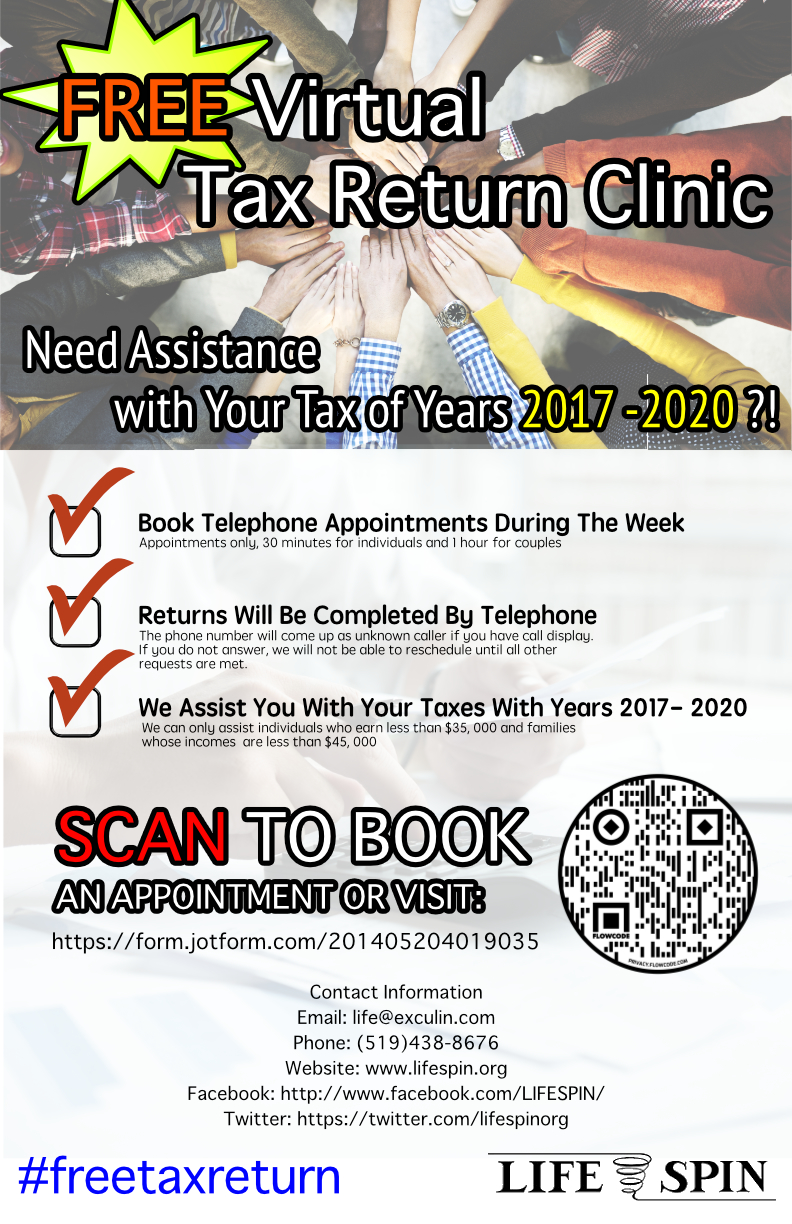 FREE Virtual
Tax Return Clinic
Need Assistance
with Your Tax of Years 2017 -2020 ?!
Book Telephone Appointments During The Week
Appointments only, 30 minutes for individuals and 1 hour for couples
Returns Will Be Completed By Telephone
The phone number will come up as unknown caller if you have call display.
If you do not answer, we will not be able to reschedule until all other
requests are met.
We Assist You With Your Taxes With Years 2017- 2020
We can only assist individuals who earn less than $35, 000 and families
whose incomes are less than $45, 000
SCAN TO BOOK
AN APPOINTMENT OR VISIT:
https://form.jotform.com/201405204019035
FLOWCODE
PRIVACY.FLOWCODE.COM
Contact Information
Email: life@execulin.com
Phone: (519)438-8676
Website: www.lifespin.org
Facebook: http://www.facebook.com/LIFESPIN/
Twitter: https://twitter.com/lifespinorg
#freetaxreturn
LIFE SPIN